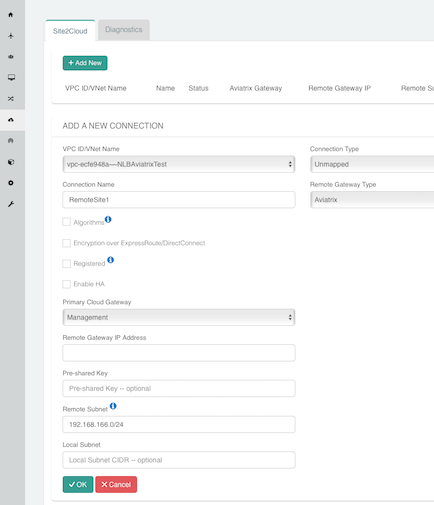 Site2Cloud Diagnostics
+ Add New
VPC ID/VNet Name Name Status Aviatrix Gateway Remote Gateway IP Remote Su
ADD A NEW CONNECTION
VPC ID/VNet Name Connection Type
vpc-ecfe948a---NLBAviatrixTest Unmapped
Connection Name Remote Gateway Type
RemoteSite1 Aviatrix
Algorithms
Encryption over ExpressRoute/DirectConnect
Registered
Enable HA
Primary Cloud Gateway
Management
Remote Gateway IP Address
Pre-shared Key
Pre-shared Key -- optional
Remote Subnet
192.168.166.0/24
Local Subnet
Local Subnet CIDR -- optional
OK Cancel